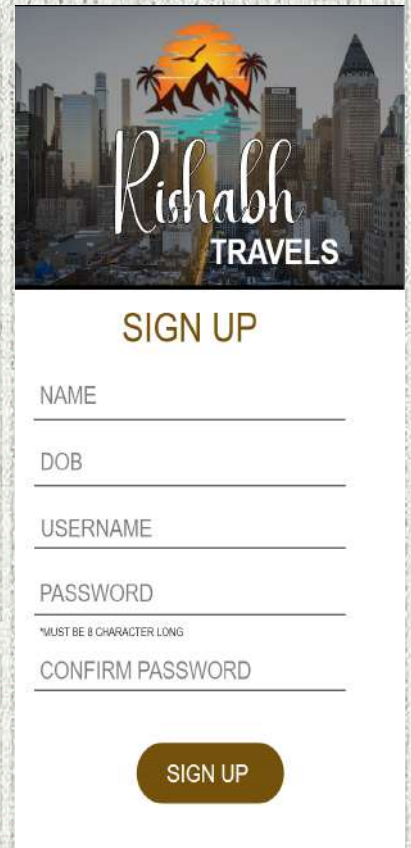 Rishabh
TRAVELS
SIGN UP
NAME
DOB
USERNAME
PASSWORD
*MUST BE 8 CHARACTER LONG
CONFIRM PASSWORD
SIGN UP